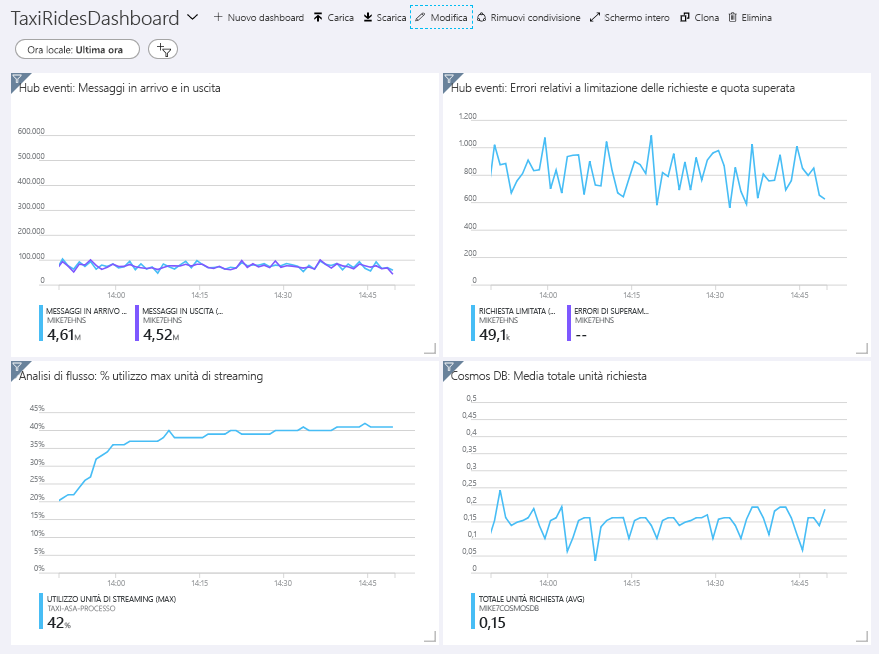 TaxiRidesDashboard
Nuovo dashboard
Carica
Scarica
Modifica
Rimuovi condivisione
Schermo intero
Clona
Elimina
Ora locale: Ultima ora
Hub eventi: Messaggi in arrivo e in uscita
600.000
500.000
400.000
300.000
200.000
100.000
0
14:00
14:15
14:30
14:45
MESSAGGI IN ARRIVO ...
MIKE7EHNS
4,61M
MESSAGGI IN USCITA (...
MIKE7EHNS
4,52M
Hub eventi: Errori relativi a limitazione delle richieste e quota superata
1.200
1.000
800
600
400
200
0
14:00
14:15
14:30
14:45
RICHIESTA LIMITATA (...
MIKE7EHNS
49,1k
ERRORI DI SUPERAM...
MIKE7EHNS
--
Analisi di flusso: % utilizzo max unità di streaming
45%
40%
35%
30%
25%
20%
15%
10%
5%
0%
14:00
14:15
14:30
14:45
UTILIZZO UNITÀ DI STREAMING (MAX)
TAXI-ASA-PROCESSO
42%
Cosmos DB: Media totale unità richiesta
0,5
0,45
0,4
0,35
0,3
0,25
0,2
0,15
0,1
0,05
0
14:00
14:15
14:30
14:45
TOTALE UNITÀ RICHIESTA (AVG)
MIKE7COSMOSDB
0,15